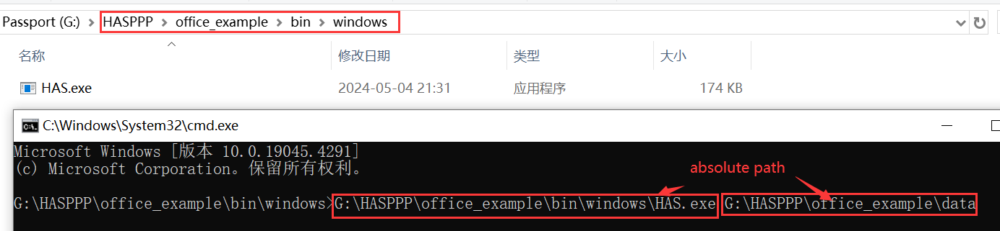 Passport (G:) > HASPPP > office_example > bin > windows
名称 修改日期 类型 大小
HAS.exe 2024-05-04 21:31 应用程序 174 KB
C:\Windows\System32\cmd.exe
Microsoft Windows [版本 10.0.19045.4291]
(c) Microsoft Corporation。保留所有权利。
absolute path
G:\HASPPP\office_example\bin\windows>G:\HASPPP\office_example\bin\windows\HAS.exe G:\HASPPP\office_example\data